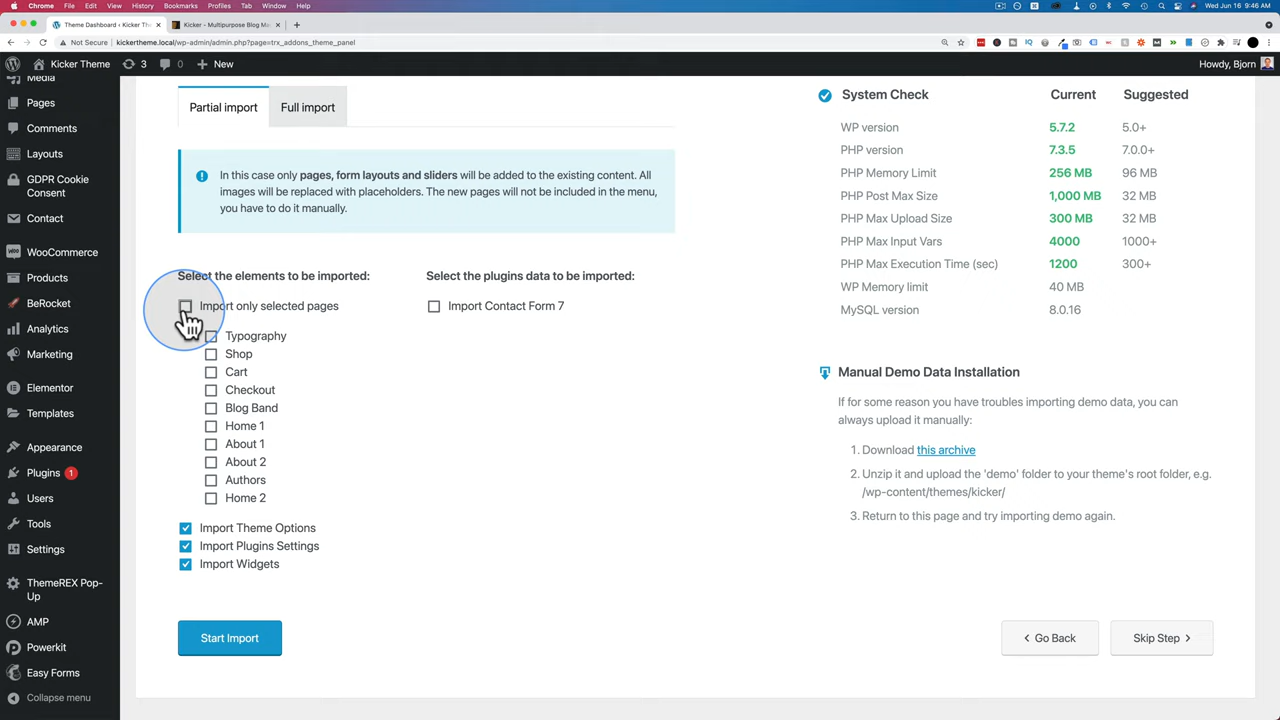 Chrome File Edit View History Bookmarks Profiles Tab Window Help
Wed Jun 16 9:46 AM
Theme Dashboard ‹ Kicker The
Kicker - Multipurpose Blog Ma
Not Secure | kickertheme.local/wp-admin/admin.php?page=trx_addons_theme_panel
Kicker Theme 3 0 New
Howdy, Bjorn
Media
Pages
Comments
Layouts
GDPR Cookie
Consent
Contact
WooCommerce
Products
BeRocket
Analytics
Marketing
Elementor
Templates
Appearance
Plugins 1
Users
Tools
Settings
ThemeREX Pop-
Up
AMP
Powerkit
Easy Forms
Collapse menu
Partial import
Full import
In this case only pages, form layouts and sliders will be added to the existing content. All
images will be replaced with placeholders. The new pages will not be included in the menu,
you have to do it manually.
Select the elements to be imported:
Import only selected pages
Typography
Shop
Cart
Checkout
Blog Band
Home 1
About 1
About 2
Authors
Home 2
Import Theme Options
Import Plugins Settings
Import Widgets
Select the plugins data to be imported:
Import Contact Form 7
Start Import
System Check Current Suggested
WP version 5.7.2 5.0+
PHP version 7.3.5 7.0.0+
PHP Memory Limit 256 MB 96 MB
PHP Post Max Size 1,000 MB 32 MB
PHP Max Upload Size 300 MB 32 MB
PHP Max Input Vars 4000 1000+
PHP Max Execution Time (sec) 1200 300+
WP Memory limit 40 MB
MySQL version 8.0.16
Manual Demo Data Installation
If for some reason you have troubles importing demo data, you can
always upload it manually:
1. Download this archive
2. Unzip it and upload the 'demo' folder to your theme's root folder, e.g.
/wp-content/themes/kicker/
3. Return to this page and try importing demo again.
Go Back
Skip Step